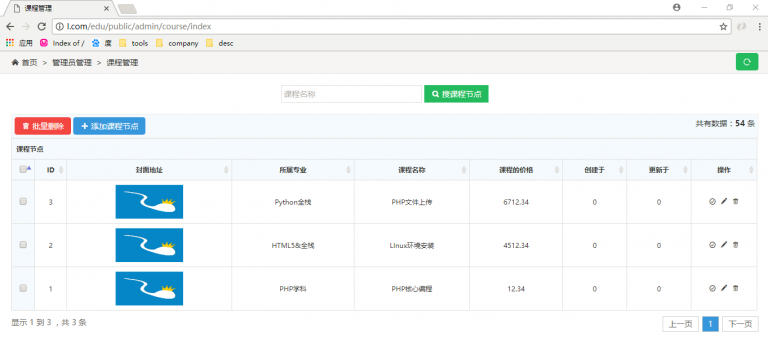 课程管理
l.com/edu/public/admin/course/index
应用 Index of / 度 tools company desc
首页 > 管理员管理 > 课程管理
课程名称 搜课程节点
批量删除 添加课程节点 共有数据：54 条
课程节点
ID 封面地址 所属专业 课程名称 课程的价格 创建于 更新于 操作
3 Python全栈 PHP文件上传 6712.34 0 0
2 HTML5&全栈 LInux环境安装 4512.34 0 0
1 PHP学科 PHP核心编程 12.34 0 0
显示 1 到 3 ，共 3 条 上一页 1 下一页